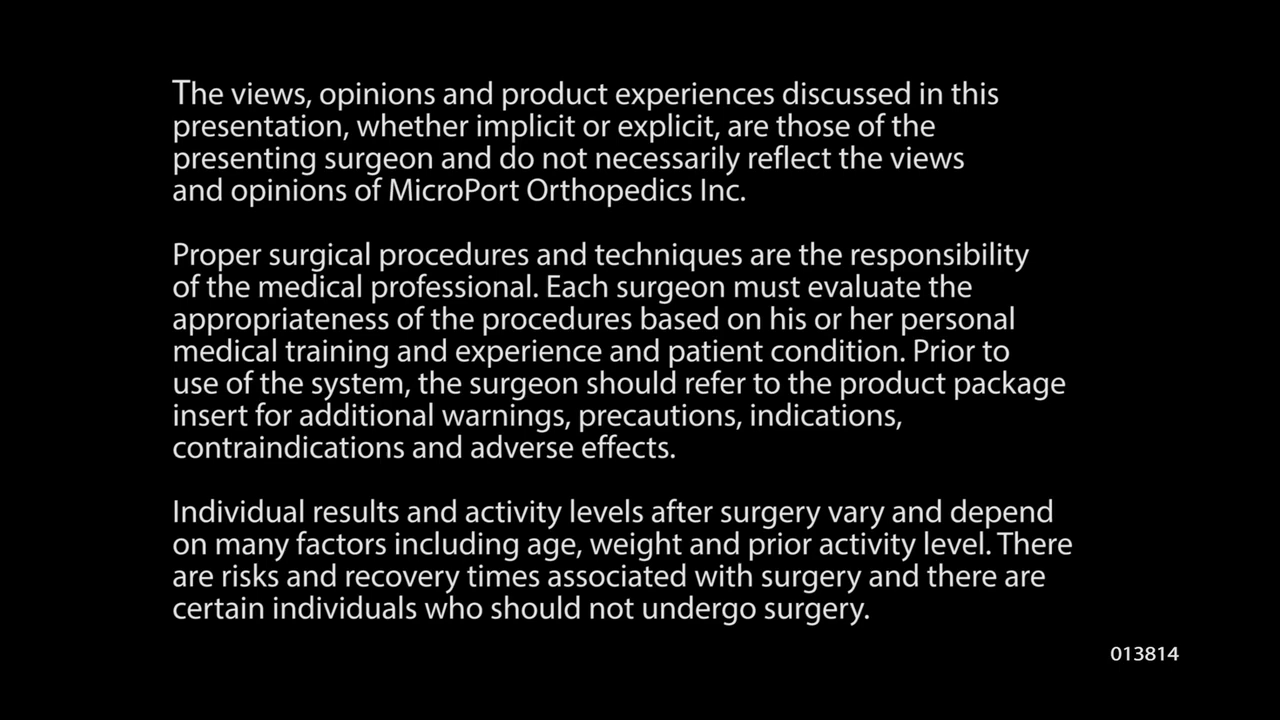 The views, opinions and product experiences discussed in this
presentation, whether implicit or explicit, are those of the
presenting surgeon and do not necessarily reflect the views
and opinions of MicroPort Orthopedics Inc.
Proper surgical procedures and techniques are the responsibility
of the medical professional. Each surgeon must evaluate the
appropriateness of the procedures based on his or her personal
medical training and experience and patient condition. Prior to
use of the system, the surgeon should refer to the product package
insert for additional warnings, precautions, indications,
contraindications and adverse effects.
Individual results and activity levels after surgery vary and depend
on many factors including age, weight and prior activity level. There
are risks and recovery times associated with surgery and there are
certain individuals who should not undergo surgery.
013814